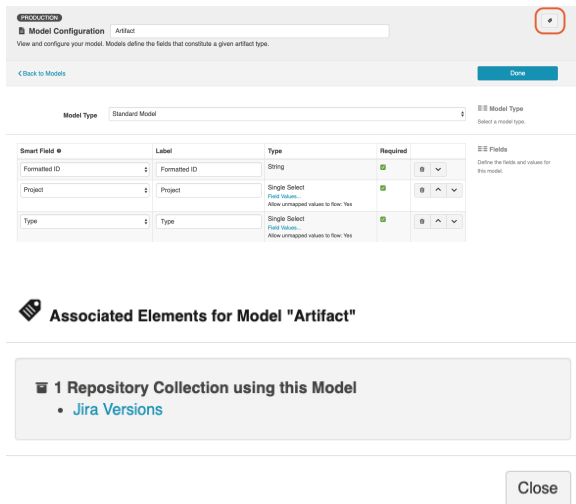 PRODUCTION
Model Configuration Artifact
View and configure your model. Models define the fields that constitute a given artifact type.
Back to Models
Done
Model Type Standard Model
Model Type
Select a model type.
Smart Field Label Type Required
Fields
Define the fields and values for
this model.
Formatted ID Formatted ID String
Project Project Single Select
Field Values...
Allow unmapped values to flow: Yes
Type Type Single Select
Field Values...
Allow unmapped values to flow: Yes
Associated Elements for Model "Artifact"
1 Repository Collection using this Model
• Jira Versions
Close